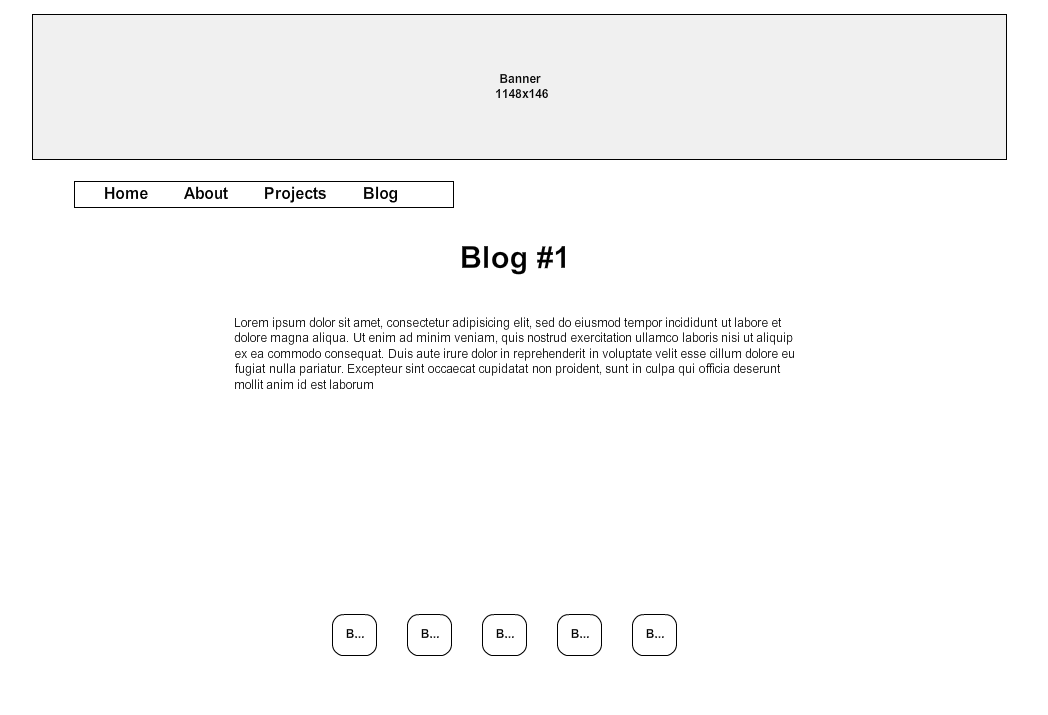 Banner
1148x146
Home About Projects Blog
Blog #1
Lorem ipsum dolor sit amet, consectetur adipisicing elit, sed do eiusmod tempor incididunt ut labore et
dolore magna aliqua. Ut enim ad minim veniam, quis nostrud exercitation ullamco laboris nisi ut aliquip
ex ea commodo consequat. Duis aute irure dolor in reprehenderit in voluptate velit esse cillum dolore eu
fugiat nulla pariatur. Excepteur sint occaecat cupidatat non proident, sunt in culpa qui officia deserunt
mollit anim id est laborum
B... B... B... B... B...